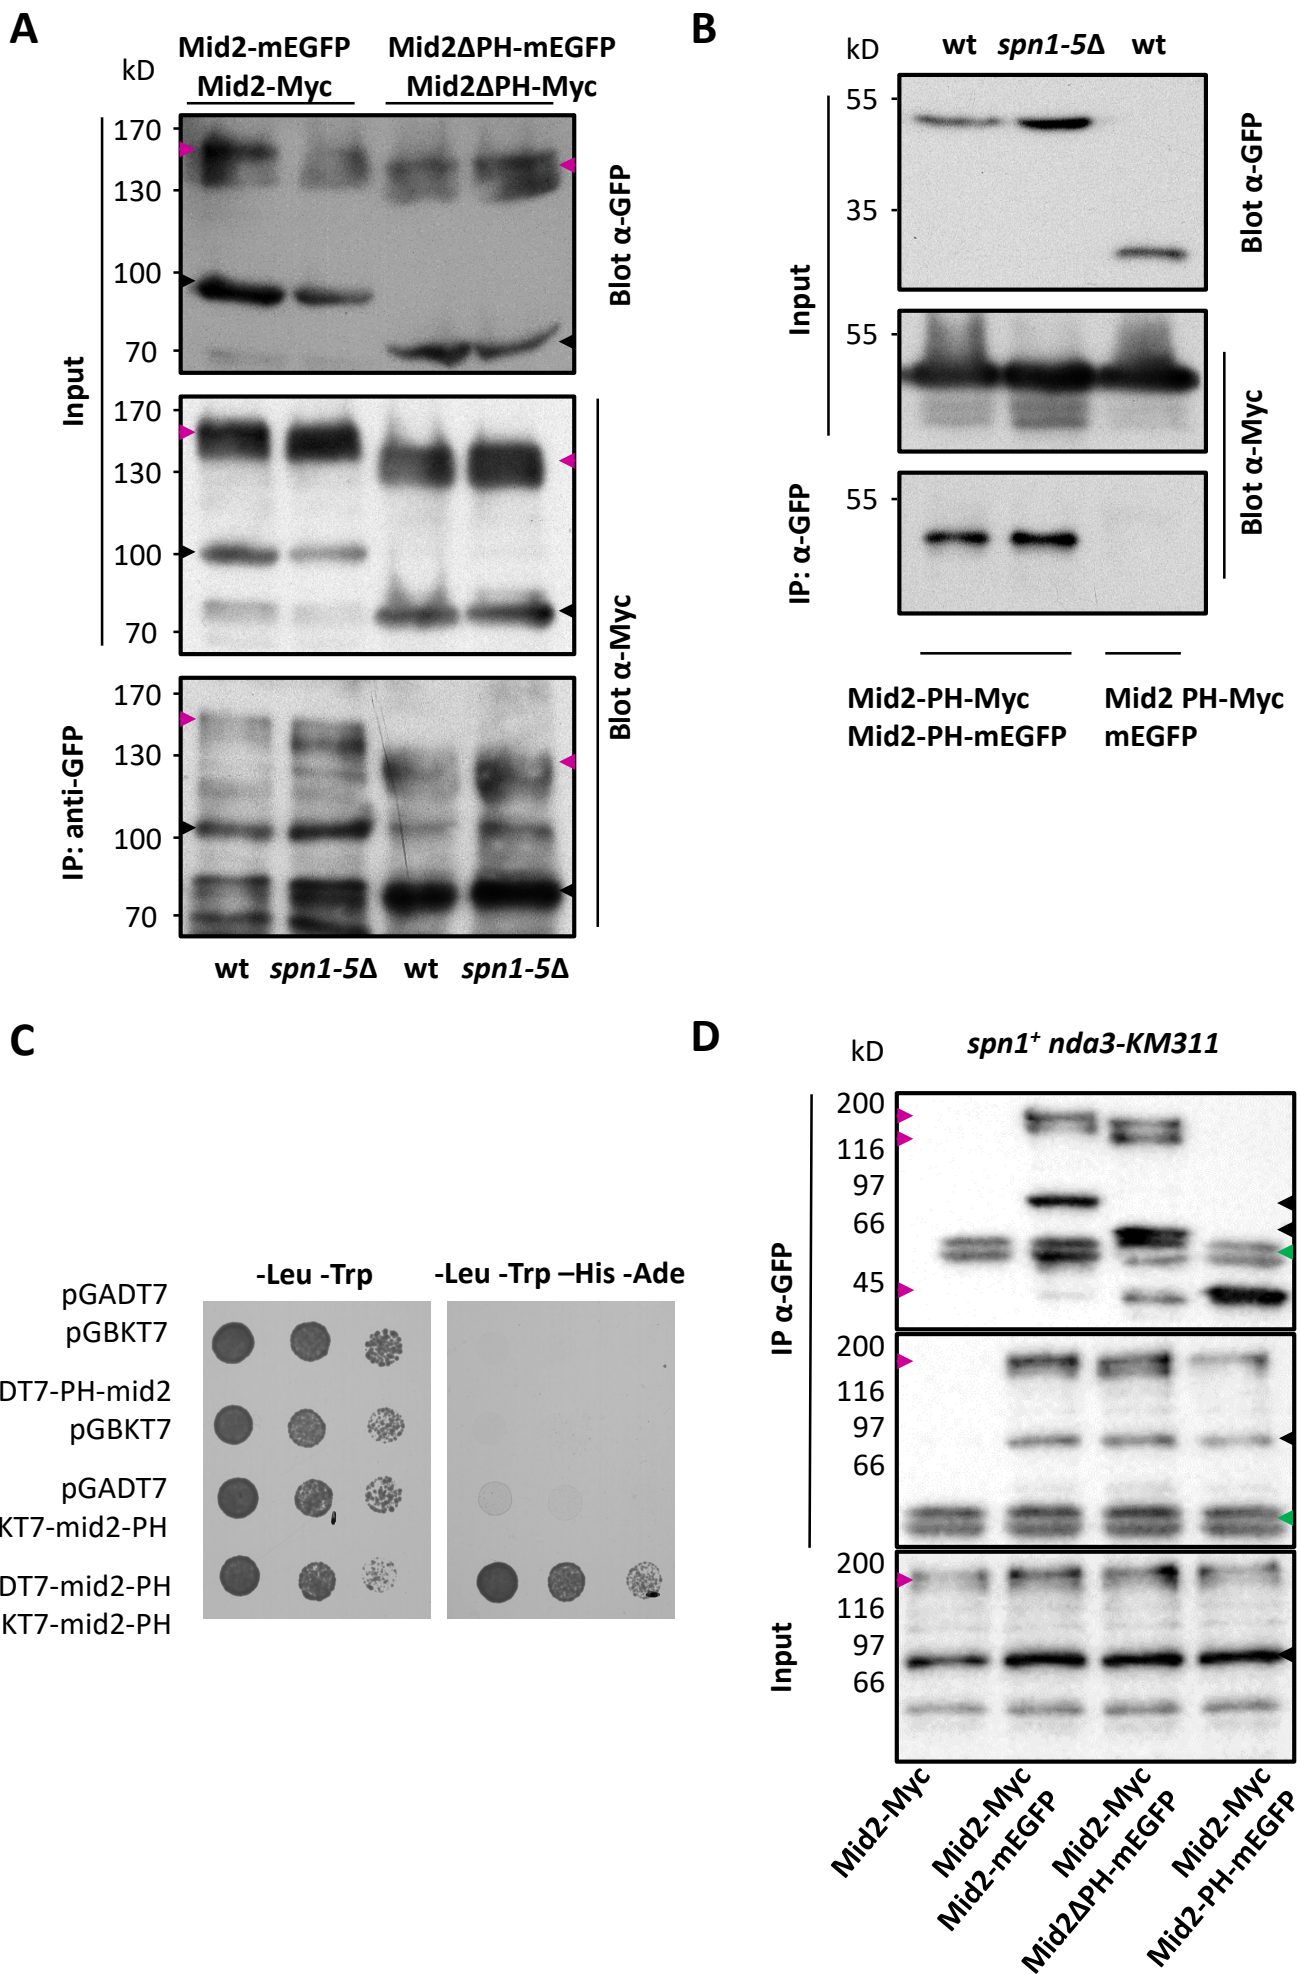 A
Mid2-mEGFP
Mid2-Myc
Mid2ΔPH-mEGFP
Mid2ΔPH-Myc
kD
170
130
100
70
Blot α-GFP
Input
170
130
100
70
Blot α-Myc
IP: anti-GFP
170
130
100
70
wt spn1-5Δ wt spn1-5Δ
B
kD wt spn1-5Δ wt
55
35
Blot α-GFP
Input
55
Blot α-Myc
IP: α-GFP
55
Mid2-PH-Myc
Mid2-PH-mEGFP
Mid2 PH-Myc
mEGFP
C
-Leu -Trp
-Leu -Trp –His -Ade
pGADT7
pGBKT7
DT7-PH-mid2
pGBKT7
pGADT7
KT7-mid2-PH
DT7-mid2-PH
KT7-mid2-PH
D
kD
spn1⁺ nda3-KM311
200
116
97
66
45
IP α-GFP
200
116
97
66
Input
200
116
97
66
Mid2-Myc
Mid2-Myc
Mid2-mEGFP
Mid2-Myc
Mid2ΔPH-mEGFP
Mid2-Myc
Mid2-PH-mEGFP